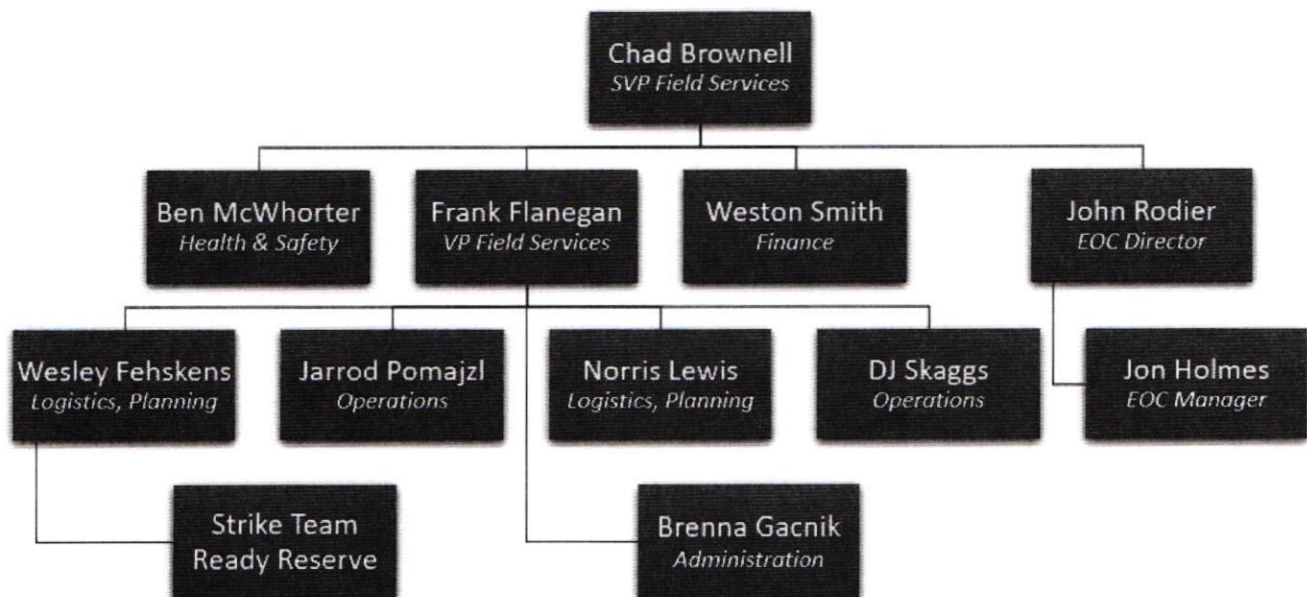 Chad Brownell
SVP Field Services
Ben McWhorter
Health & Safety
Frank Flanegan
VP Field Services
Weston Smith
Finance
John Rodier
EOC Director
Wesley Fehskens
Logistics, Planning
Jarrod Pomajzl
Operations
Norris Lewis
Logistics, Planning
DJ Skaggs
Operations
Jon Holmes
EOC Manager
Strike Team
Ready Reserve
Brenna Gacnik
Administration